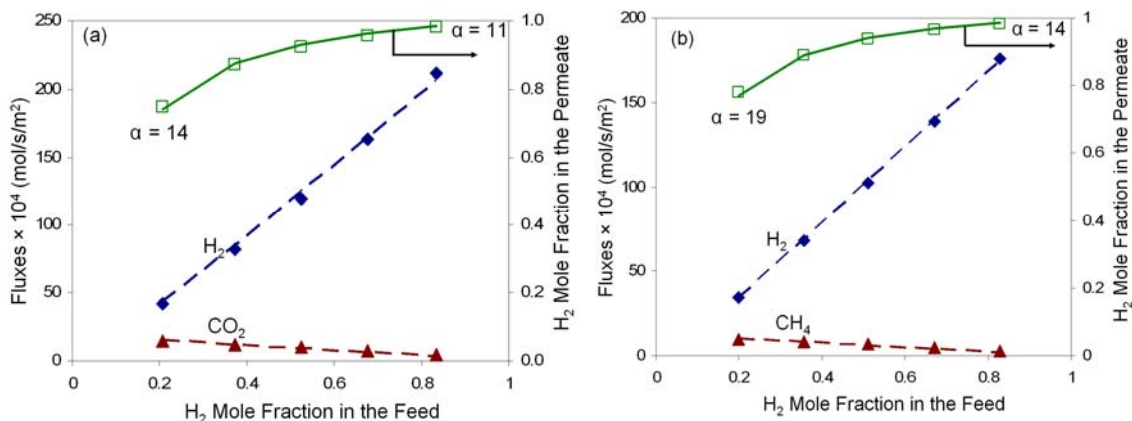 (a)
250
200
150
100
50
0
Fluxes × 10⁴ (mol/s/m²)
α = 14
α = 11
H₂
CO₂
1.0
0.8
0.6
0.4
0.2
0.0
H₂ Mole Fraction in the Permeate
0 0.2 0.4 0.6 0.8 1
H₂ Mole Fraction in the Feed
(b)
200
150
100
50
0
Fluxes × 10⁴ (mol/s/m²)
α = 19
α = 14
H₂
CH₄
1
0.8
0.6
0.4
0.2
0
H₂ Mole Fraction in the Permeate
0 0.2 0.4 0.6 0.8 1
H₂ Mole Fraction in the Feed